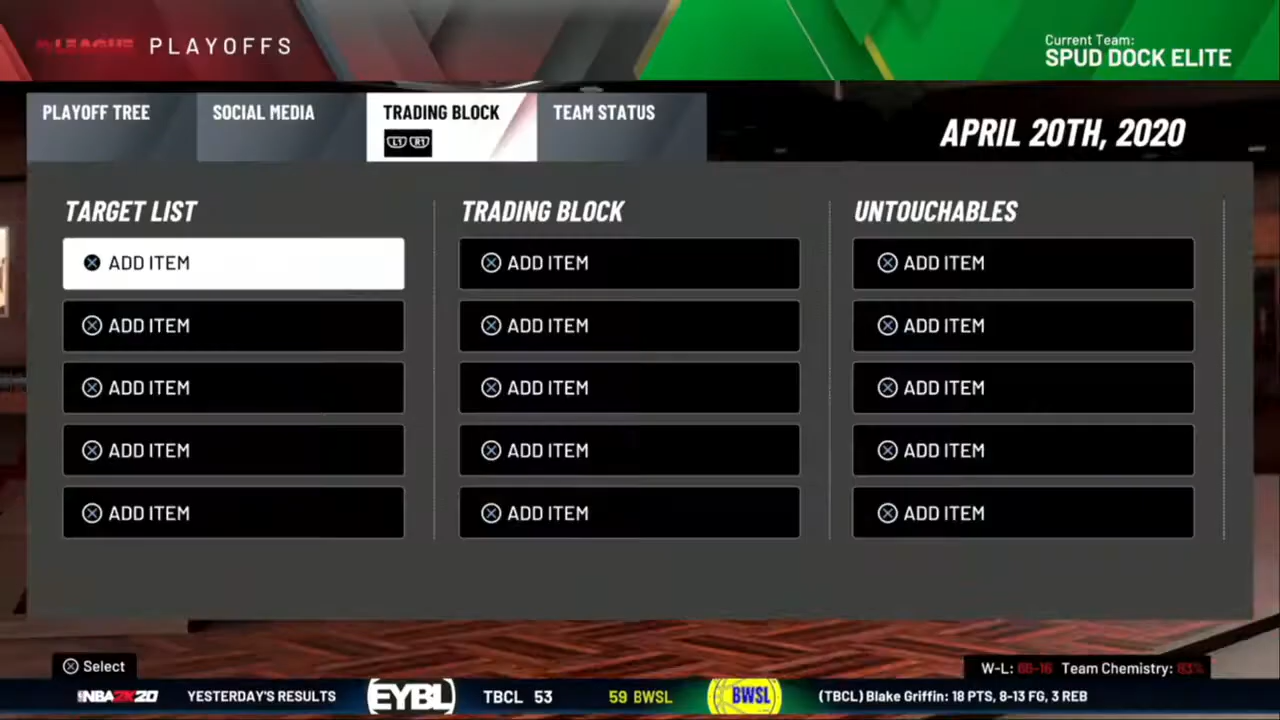 MyLEAGUE PLAYOFFS
Current Team:
SPUD DOCK ELITE
PLAYOFF TREE
SOCIAL MEDIA
TRADING BLOCK
L1 R1
TEAM STATUS
APRIL 20TH, 2020
TARGET LIST
ADD ITEM
ADD ITEM
ADD ITEM
ADD ITEM
ADD ITEM
TRADING BLOCK
ADD ITEM
ADD ITEM
ADD ITEM
ADD ITEM
ADD ITEM
UNTOUCHABLES
ADD ITEM
ADD ITEM
ADD ITEM
ADD ITEM
ADD ITEM
Select
W-L: 66-16 Team Chemistry: 83%
NBA2K20 YESTERDAY'S RESULTS EYBL TBCL 53 59 BWSL BWSL (TBCL) Blake Griffin: 18 PTS, 8-13 FG, 3 REB